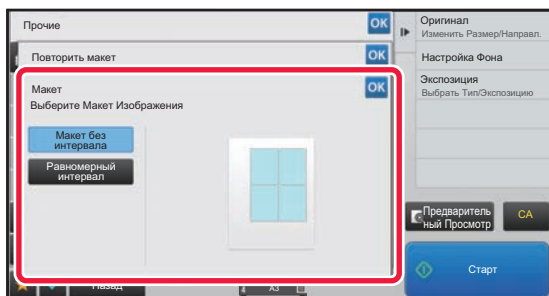 Прочие
OK
Повторить макет
OK
Макет
OK
Выберите Макет Изображения
Макет без
интервала
Равномерный
интервал
Назад
A3
Оригинал
Изменить Размер/Направл.
Настройка Фона
Экспозиция
Выбрать Тип/Экспозицию
Предваритель
ный Просмотр
CA
Старт